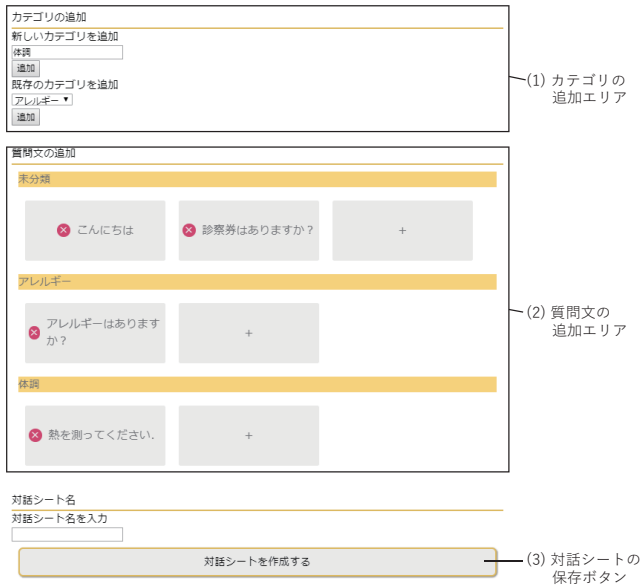 カテゴリの追加
新しいカテゴリを追加
体調
追加
既存のカテゴリを追加
アレルギー▼
追加
(1) カテゴリの
追加エリア
質問文の追加
未分類
こんにちは
診察券はありますか？
+
アレルギー
アレルギーはあります
か？
+
(2) 質問文の
追加エリア
体調
熱を測ってください.
+
対話シート名
対話シート名を入力
対話シートを作成する
(3) 対話シートの
保存ボタン